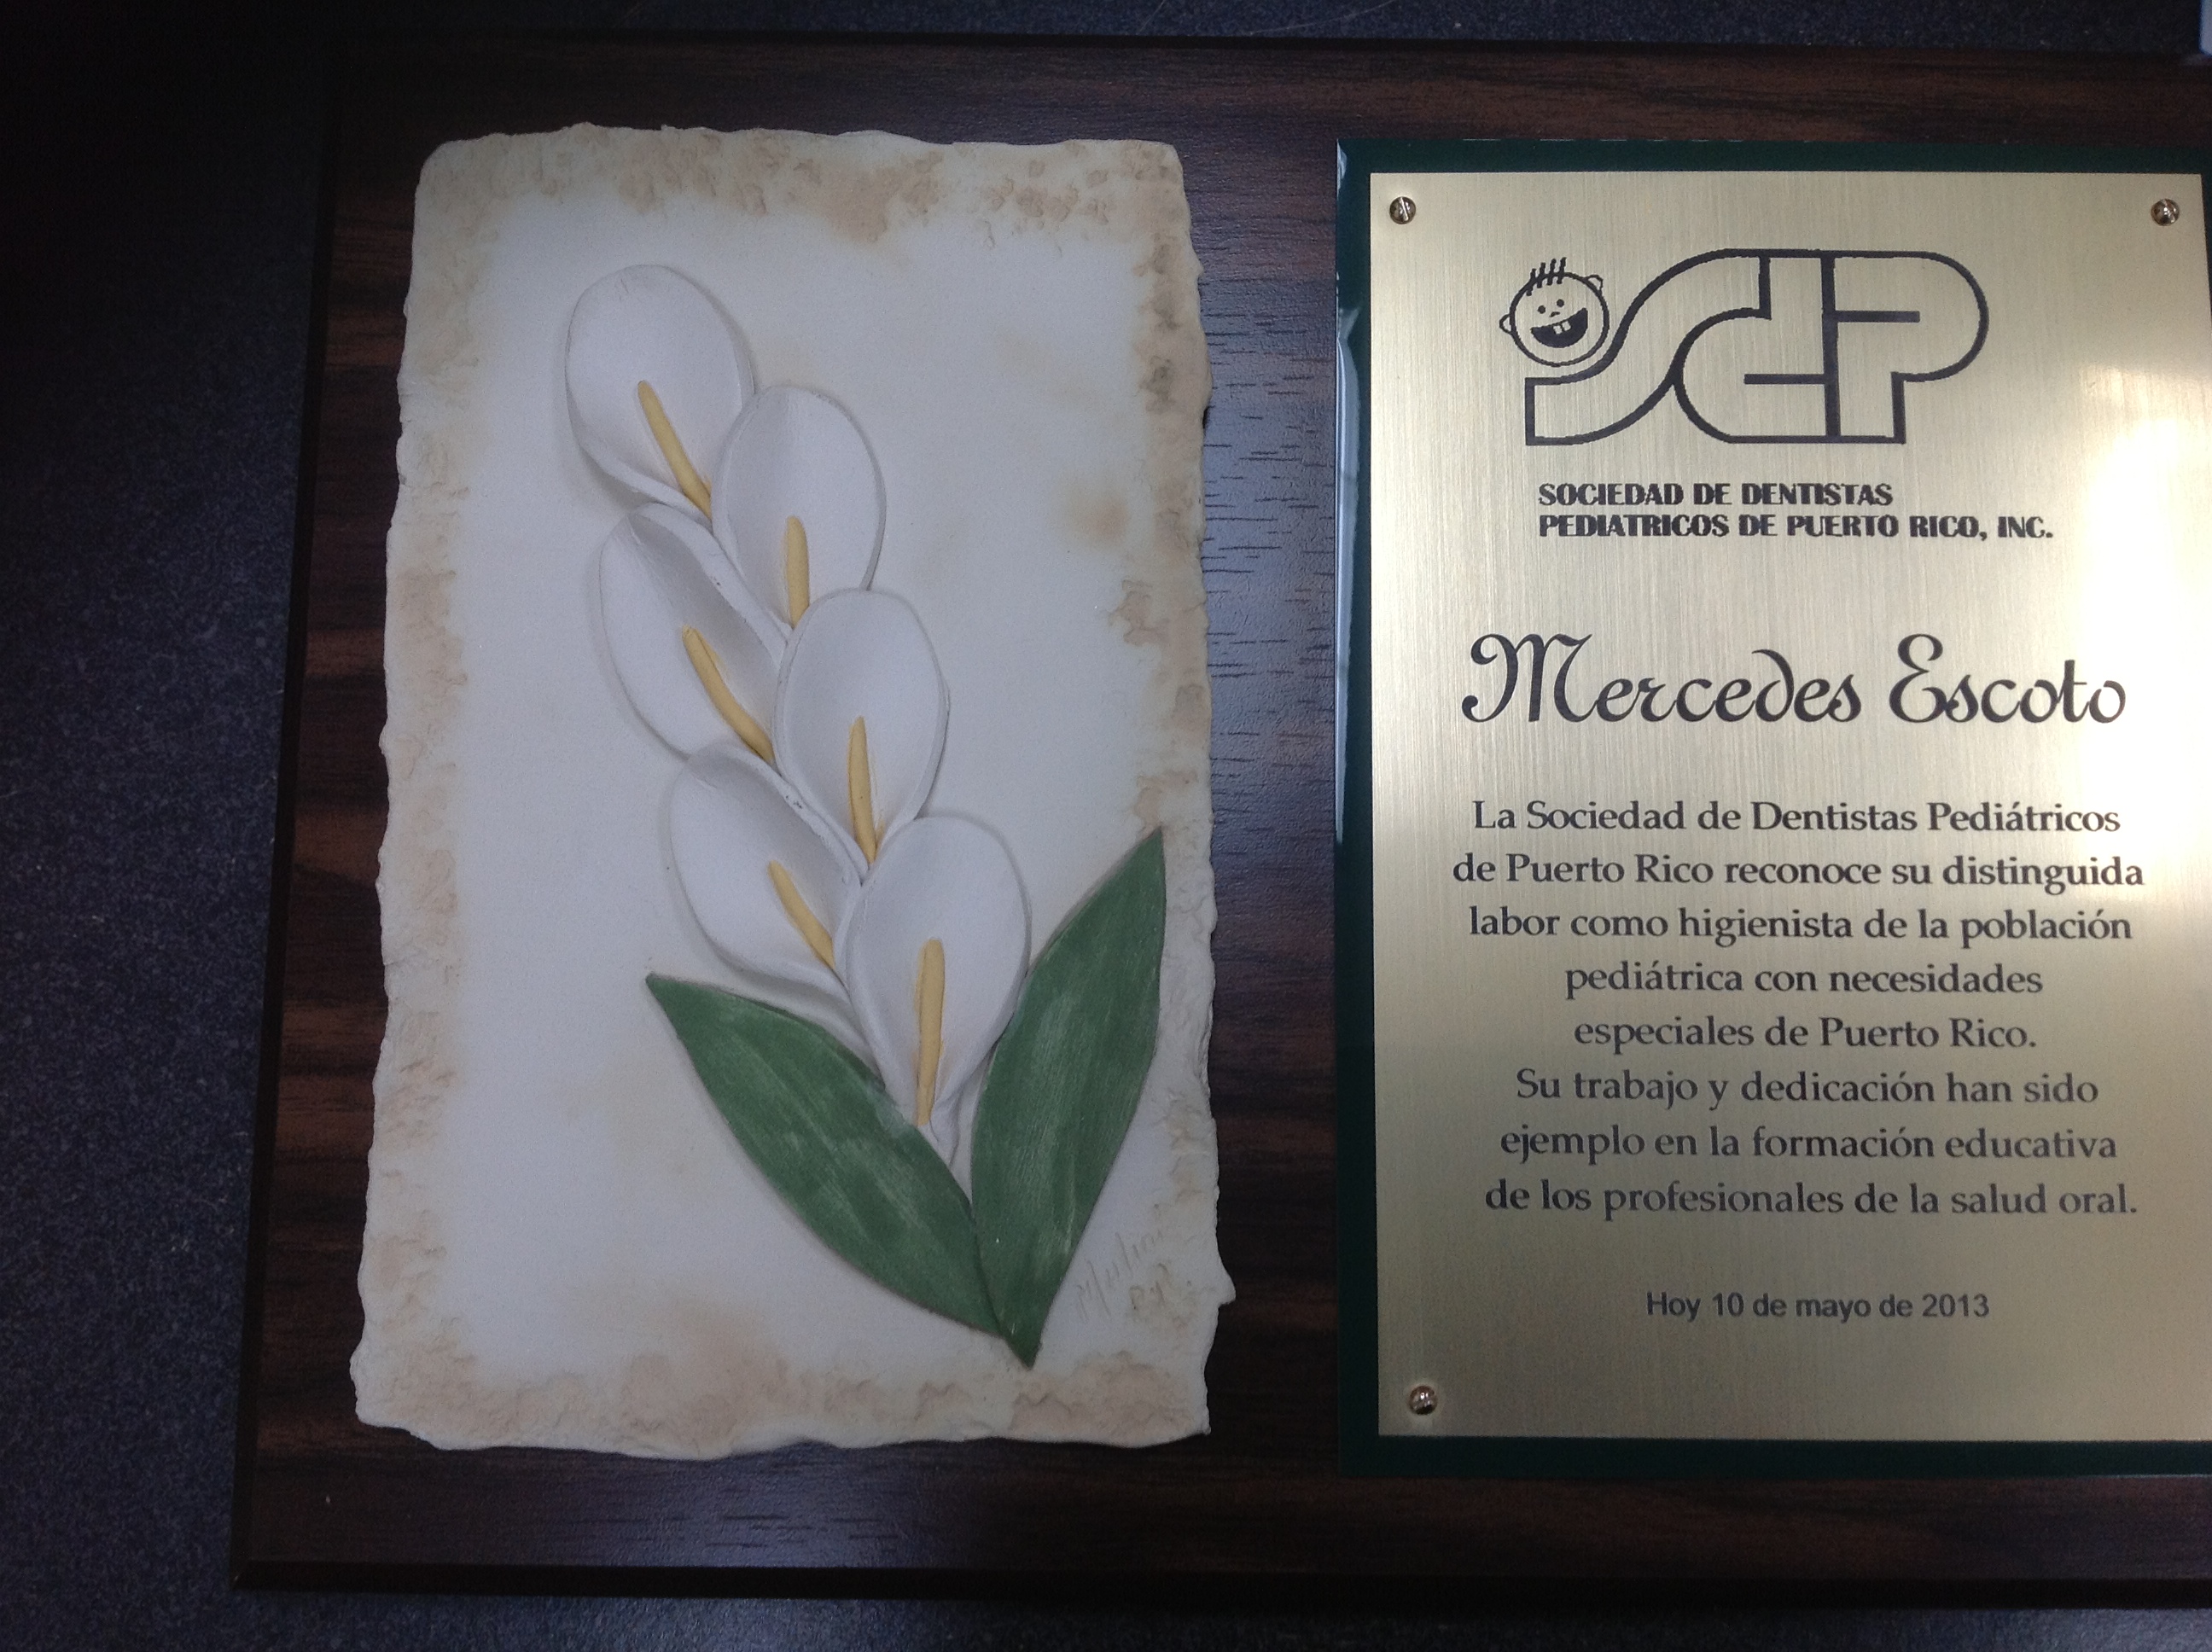 SDP
SOCIEDAD DE DENTISTAS
PEDIATRICOS DE PUERTO RICO, INC.
Mercedes Escoto
La Sociedad de Dentistas Pediátricos
de Puerto Rico reconoce su distinguida
labor como higienista de la población
pediátrica con necesidades
especiales de Puerto Rico.
Su trabajo y dedicación han sido
ejemplo en la formación educativa
de los profesionales de la salud oral.
Hoy 10 de mayo de 2013